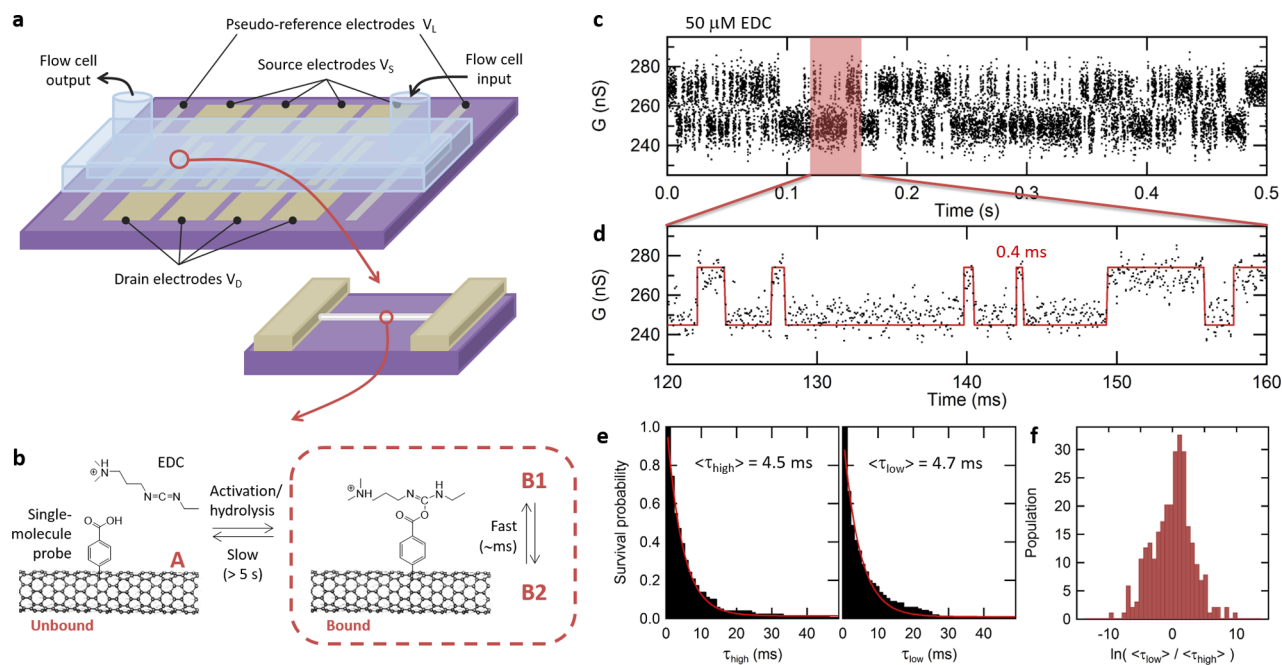 a
Pseudo-reference electrodes V_L
Flow cell
output
Source electrodes V_S
Flow cell
input
Drain electrodes V_D
b
EDC
H
N
⊕
N=C=N
Single-
molecule
probe
O
OH
A
Activation/
hydrolysis
Slow
(> 5 s)
Unbound
H
N
⊕
N
C
H
N
O
O
B1
Fast
(~ms)
B2
Bound
c
50 μM EDC
G (nS)
280
260
240
0.0
0.1
0.2
0.3
0.4
0.5
Time (s)
d
0.4 ms
G (nS)
280
260
240
120
130
140
150
160
Time (ms)
e
Survival probability
1.0
0.8
0.6
0.4
0.2
0.0
<τ_high> = 4.5 ms
0
20
40
τ_high (ms)
<τ_low> = 4.7 ms
0
20
40
τ_low (ms)
f
Population
30
25
20
15
10
5
0
-10
0
10
ln( <τ_low> / <τ_high> )